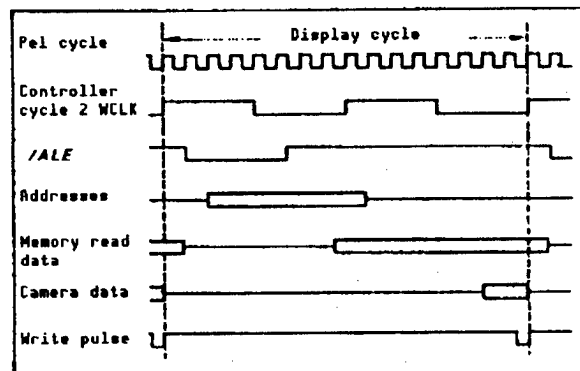 Pel cycle
Display cycle
Controller
cycle 2 WCLK
/ALE
Addresses
Memory read
data
Camera data
Write pulse